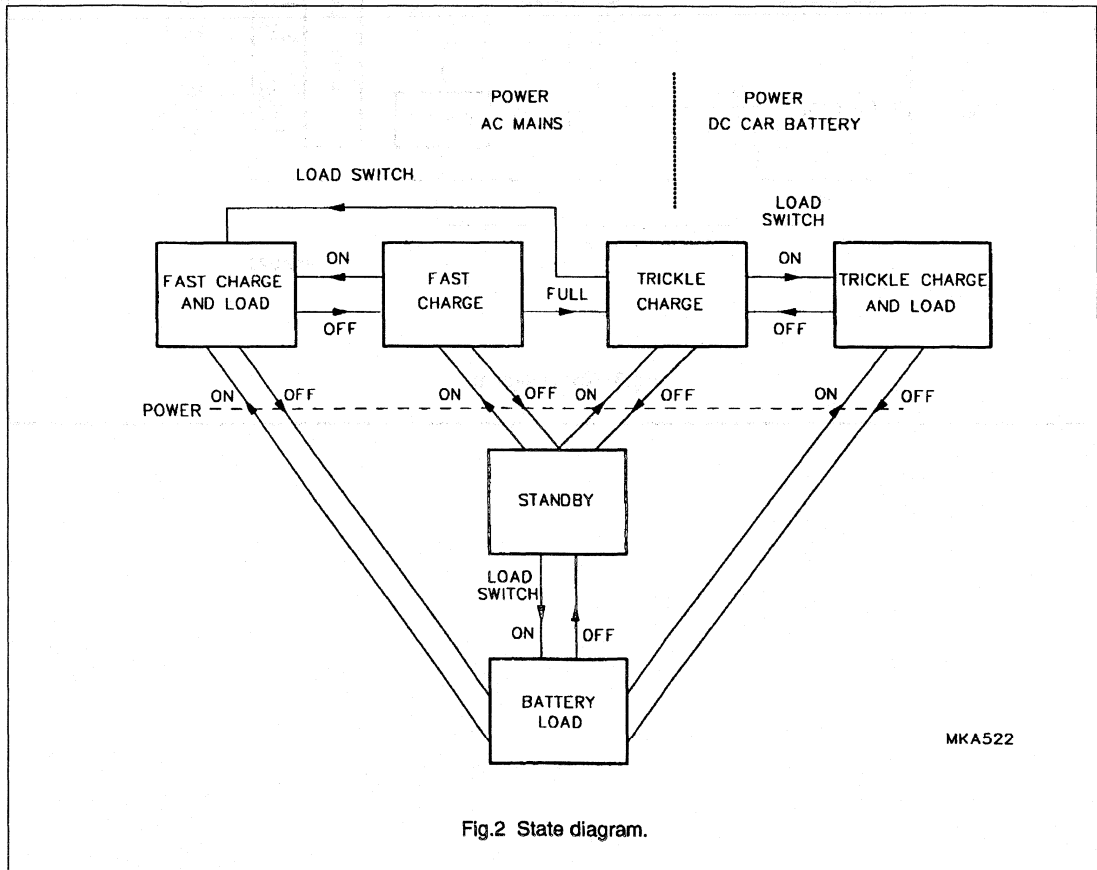 POWER
AC MAINS
POWER
DC CAR BATTERY
LOAD SWITCH
LOAD
SWITCH
FAST CHARGE
AND LOAD
ON
OFF
FAST
CHARGE
FULL
TRICKLE
CHARGE
ON
OFF
TRICKLE CHARGE
AND LOAD
POWER
ON
OFF
ON
OFF
ON
OFF
ON
OFF
STANDBY
LOAD
SWITCH
ON
OFF
BATTERY
LOAD
MKA522
Fig.2 State diagram.